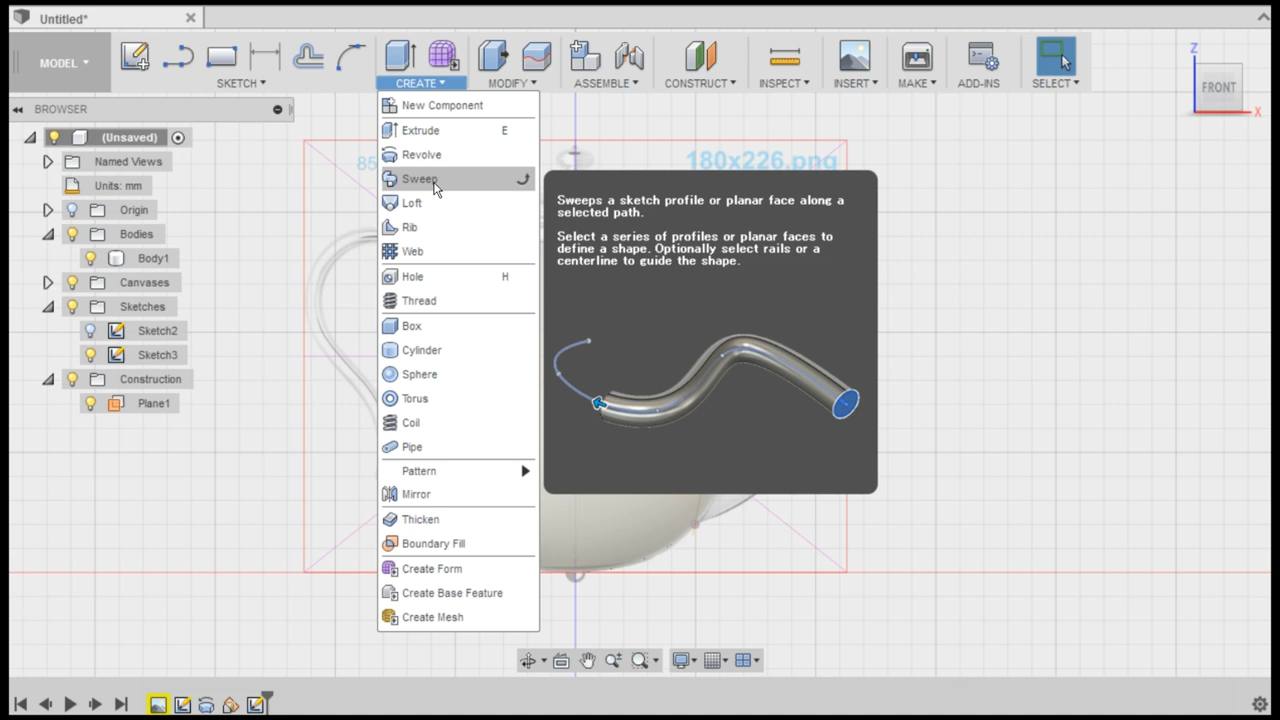 Untitled*
MODEL
SKETCH
CREATE
MODIFY
ASSEMBLE
CONSTRUCT
INSPECT
INSERT
MAKE
ADD-INS
SELECT
Z
FRONT
X
BROWSER
(Unsaved)
Named Views
Units: mm
Origin
Bodies
Body1
Canvases
Sketches
Sketch2
Sketch3
Construction
Plane1
New Component
Extrude E
Revolve
Sweep
Loft
Rib
Web
Hole H
Thread
Box
Cylinder
Sphere
Torus
Coil
Pipe
Pattern
Mirror
Thicken
Boundary Fill
Create Form
Create Base Feature
Create Mesh
85
180x226.png
Sweeps a sketch profile or planar face along a
selected path.
Select a series of profiles or planar faces to
define a shape. Optionally select rails or a
centerline to guide the shape.